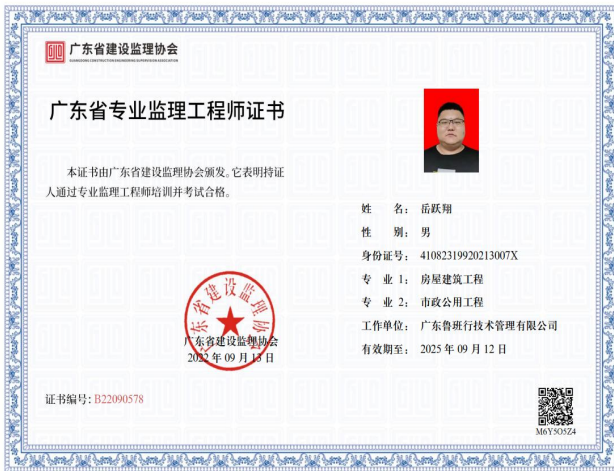 广东省建设监理协会
GUANGDONG CONSTRUCTION ENGINEERING SUPERVISION ASSOCIATION
广东省专业监理工程师证书
本证书由广东省建设监理协会颁发。它表明持证
人通过专业监理工程师培训并考试合格。
姓 名： 岳跃翔
性 别： 男
身份证号： 41082319920213007X
专 业 1： 房屋建筑工程
专 业 2： 市政公用工程
工作单位： 广东鲁班行技术管理有限公司
有效期至： 2025 年 09 月 12 日
广东省建设监理协会
广东省建设监理协会
2022 年 09 月 13 日
证书编号: B22090578
M6Y5O5Z4